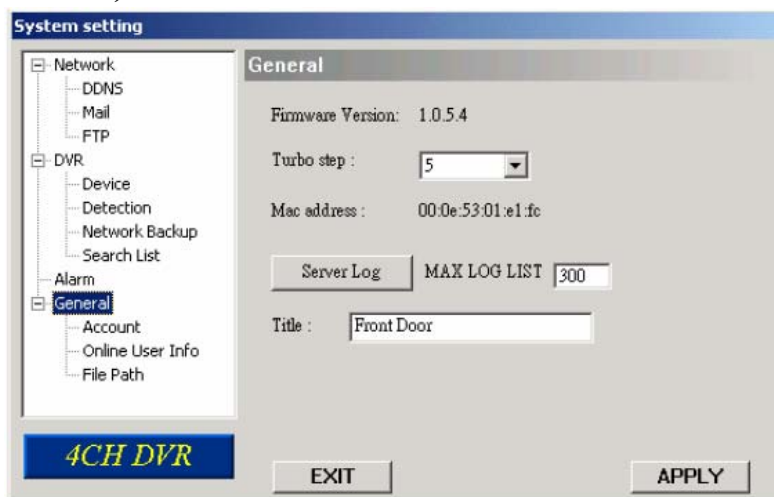 System setting
Network
DDNS
Mail
FTP
DVR
Device
Detection
Network Backup
Search List
Alarm
General
Account
Online User Info
File Path
4CH DVR
General
Firmware Version: 1.0.5.4
Turbo step : 5
Mac address : 00:0e:53:01:e1:fc
Server Log MAX LOG LIST 300
Title : Front Door
EXIT APPLY